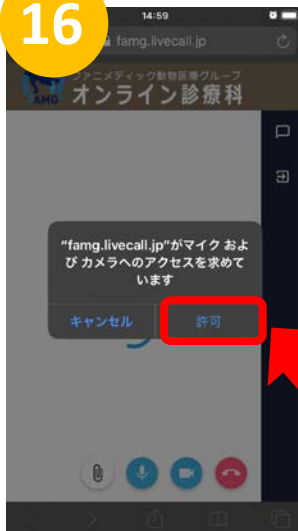 16
14:59
famg.livecall.jp
ファニメディック動物医療グループ
オンライン診療科
AMG
"famg.livecall.jp"がマイク およ
び カメラへのアクセスを求めて
います
キャンセル
許可